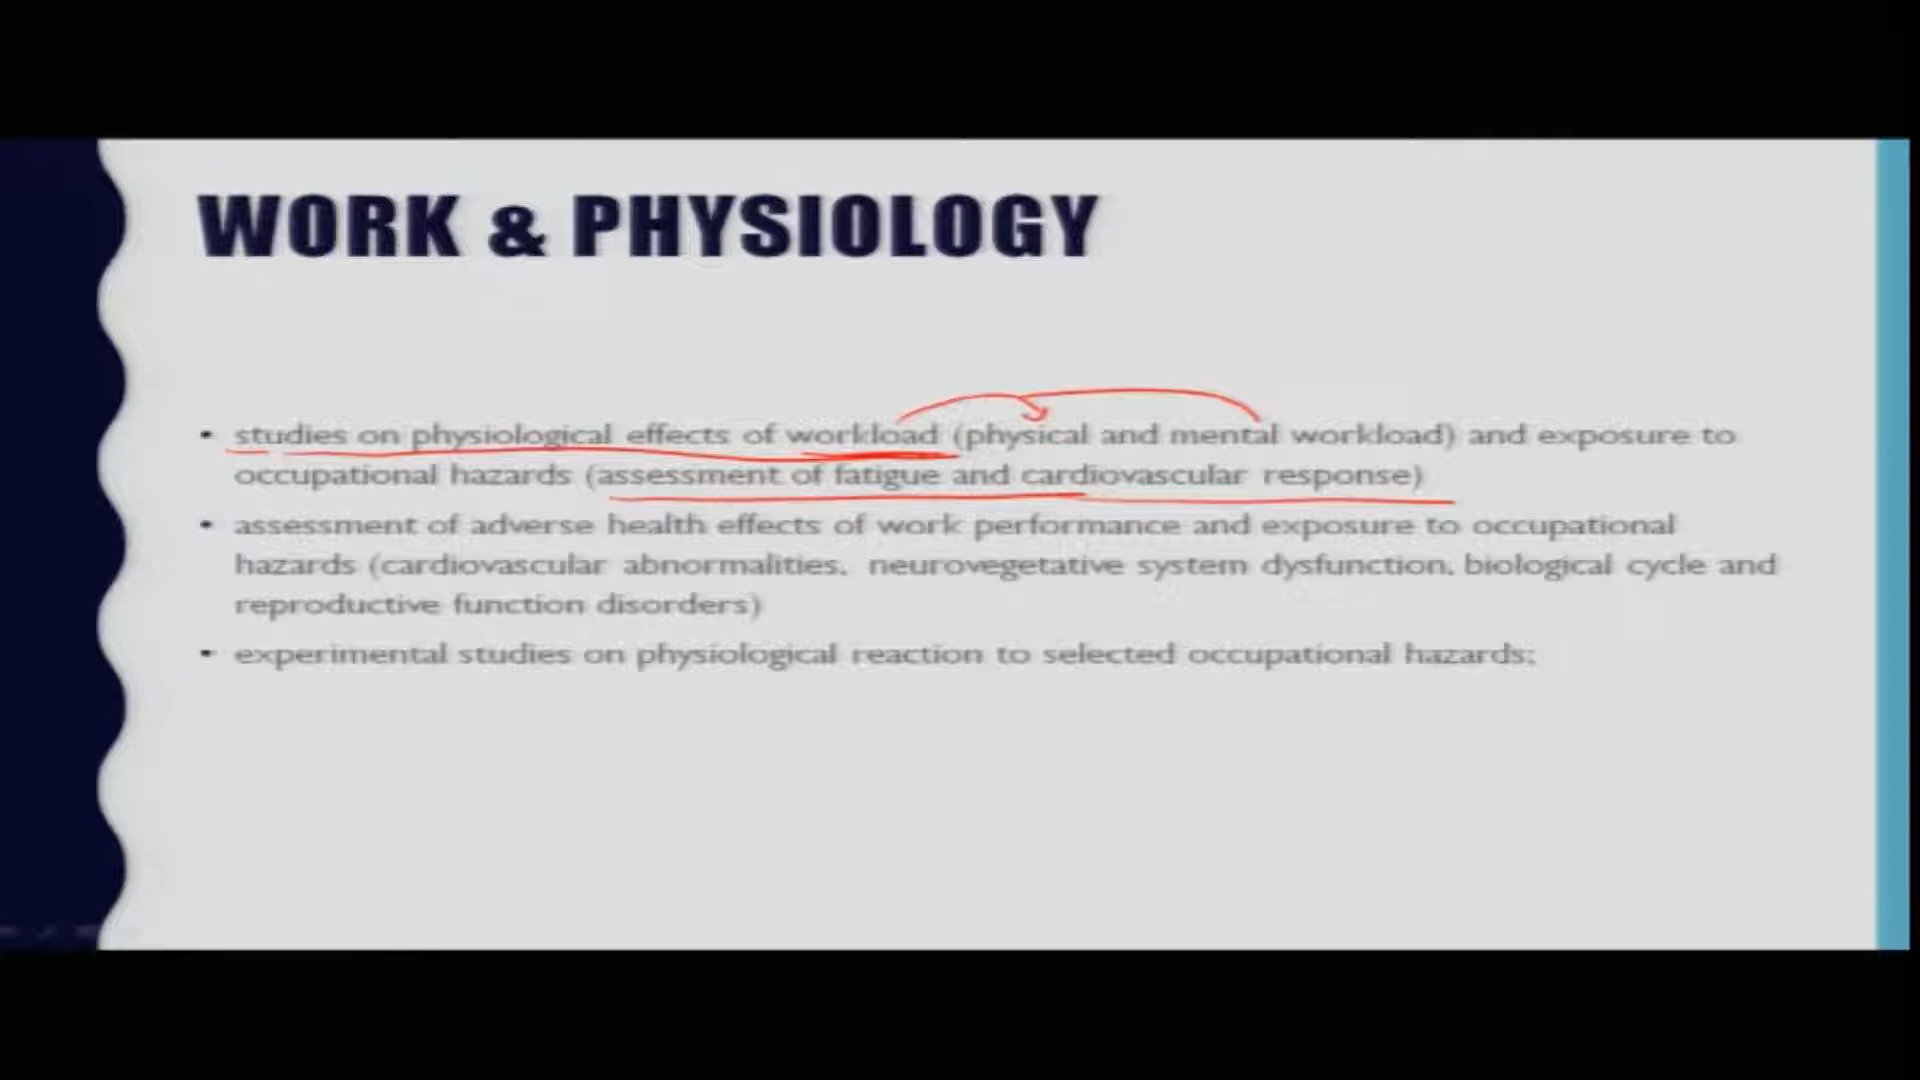 WORK & PHYSIOLOGY
• studies on physiological effects of workload (physical and mental workload) and exposure to
occupational hazards (assessment of fatigue and cardiovascular response)
• assessment of adverse health effects of work performance and exposure to occupational
hazards (cardiovascular abnormalities, neurovegetative system dysfunction, biological cycle and
reproductive function disorders)
• experimental studies on physiological reaction to selected occupational hazards;